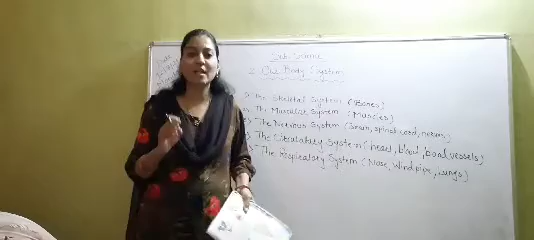 Sub: Science
Our Body System
The Skeletal System (Bones)
The Muscular System (Muscles)
The Nervous System (Brain, spinal cord, nerves)
The Circulatory System (heart, blood, blood vessels)
The Respiratory System (Nose, Windpipe, lungs)